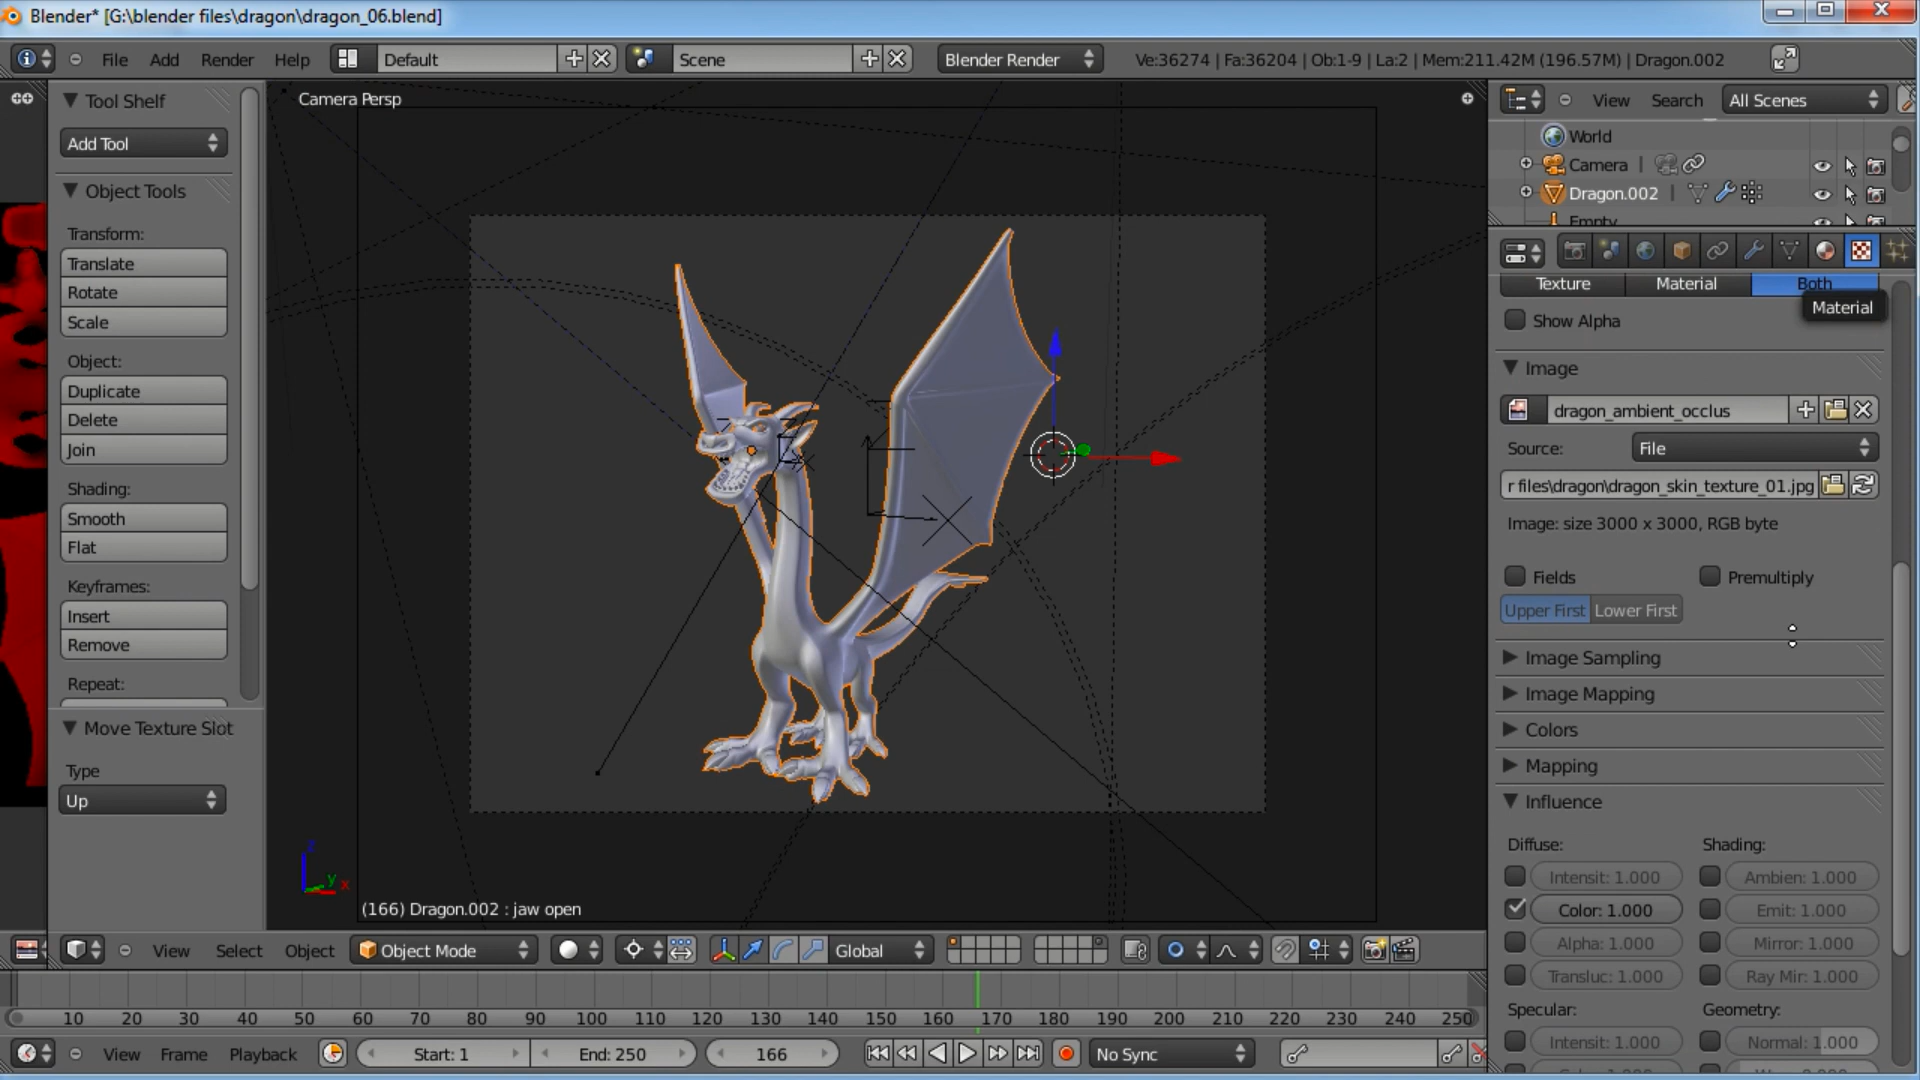 Blender* [G:\blender files\dragon\dragon_06.blend]
File Add Render Help Default Scene Blender Render Ve:36274 | Fa:36204 | Ob:1-9 | La:2 | Mem:211.42M (196.57M) | Dragon.002
Tool Shelf
Add Tool
Object Tools
Transform:
Translate
Rotate
Scale
Object:
Duplicate
Delete
Join
Shading:
Smooth
Flat
Keyframes:
Insert
Remove
Repeat:
Move Texture Slot
Type
Up
Camera Persp
z
y
x
(166) Dragon.002 : jaw open
View Search All Scenes
World
Camera
Dragon.002
Empty
Texture Material Both
Material
Show Alpha
Image
dragon_ambient_occlus
Source: File
r files\dragon\dragon_skin_texture_01.jpg
Image: size 3000 x 3000, RGB byte
Fields Premultiply
Upper First Lower First
Image Sampling
Image Mapping
Colors
Mapping
Influence
Diffuse: Shading:
Intensit: 1.000 Ambien: 1.000
Color: 1.000 Emit: 1.000
Alpha: 1.000 Mirror: 1.000
Transluc: 1.000 Ray Mir: 1.000
Specular: Geometry:
Intensit: 1.000 Normal: 1.000
View Select Object Object Mode Global
10 20 30 40 50 60 70 80 90 100 110 120 130 140 150 160 170 180 190 200 210 220 230 240 250
View Frame Playback Start: 1 End: 250 166 No Sync